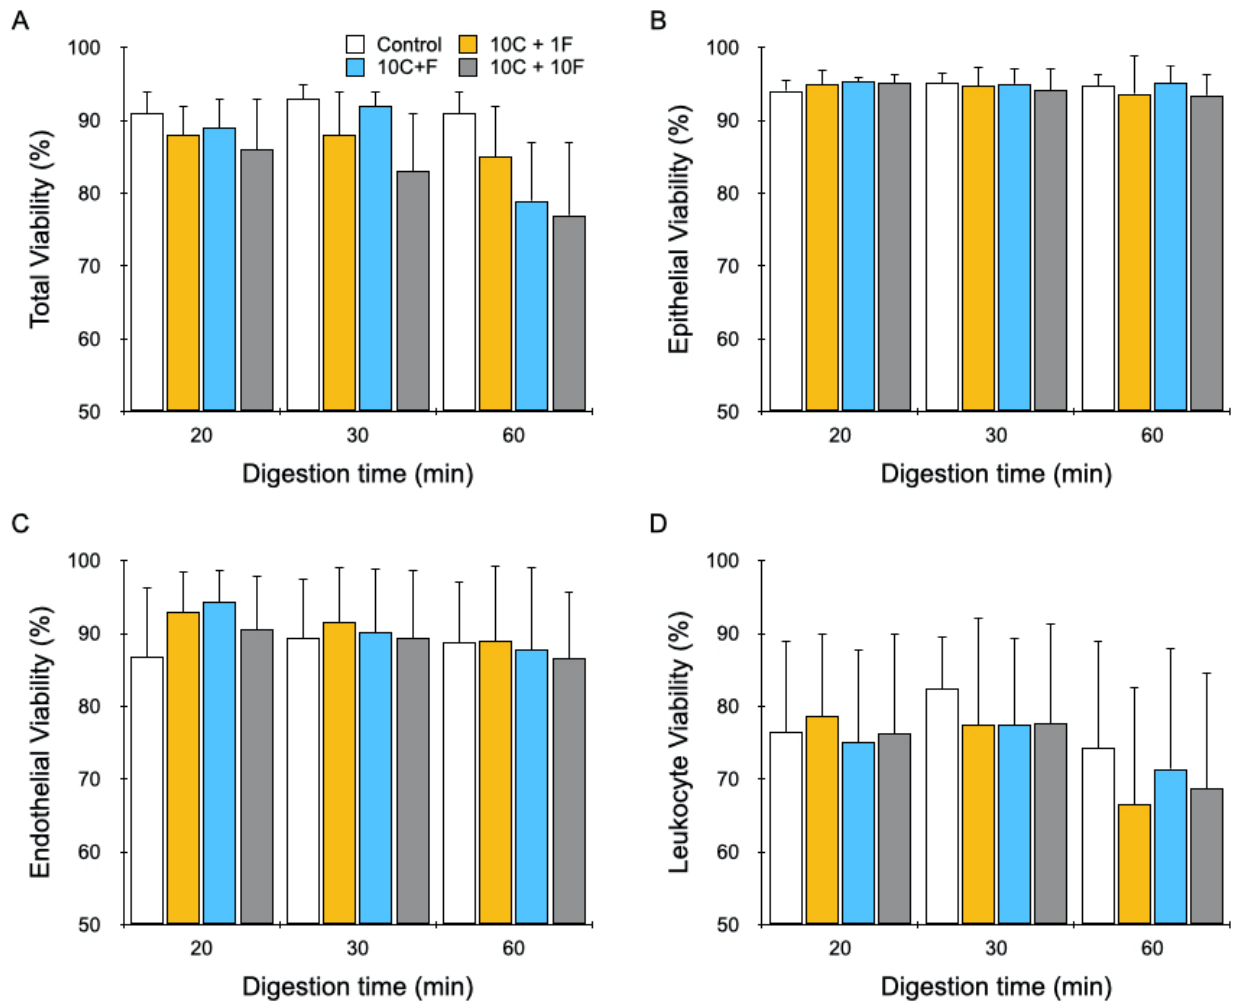 A
Control
10C + 1F
10C+F
10C + 10F
Total Viability (%)
100
90
80
70
60
50
20 30 60
Digestion time (min)
B
Epithelial Viability (%)
100
90
80
70
60
50
20 30 60
Digestion time (min)
C
Endothelial Viability (%)
100
90
80
70
60
50
20 30 60
Digestion time (min)
D
Leukocyte Viability (%)
100
90
80
70
60
50
20 30 60
Digestion time (min)